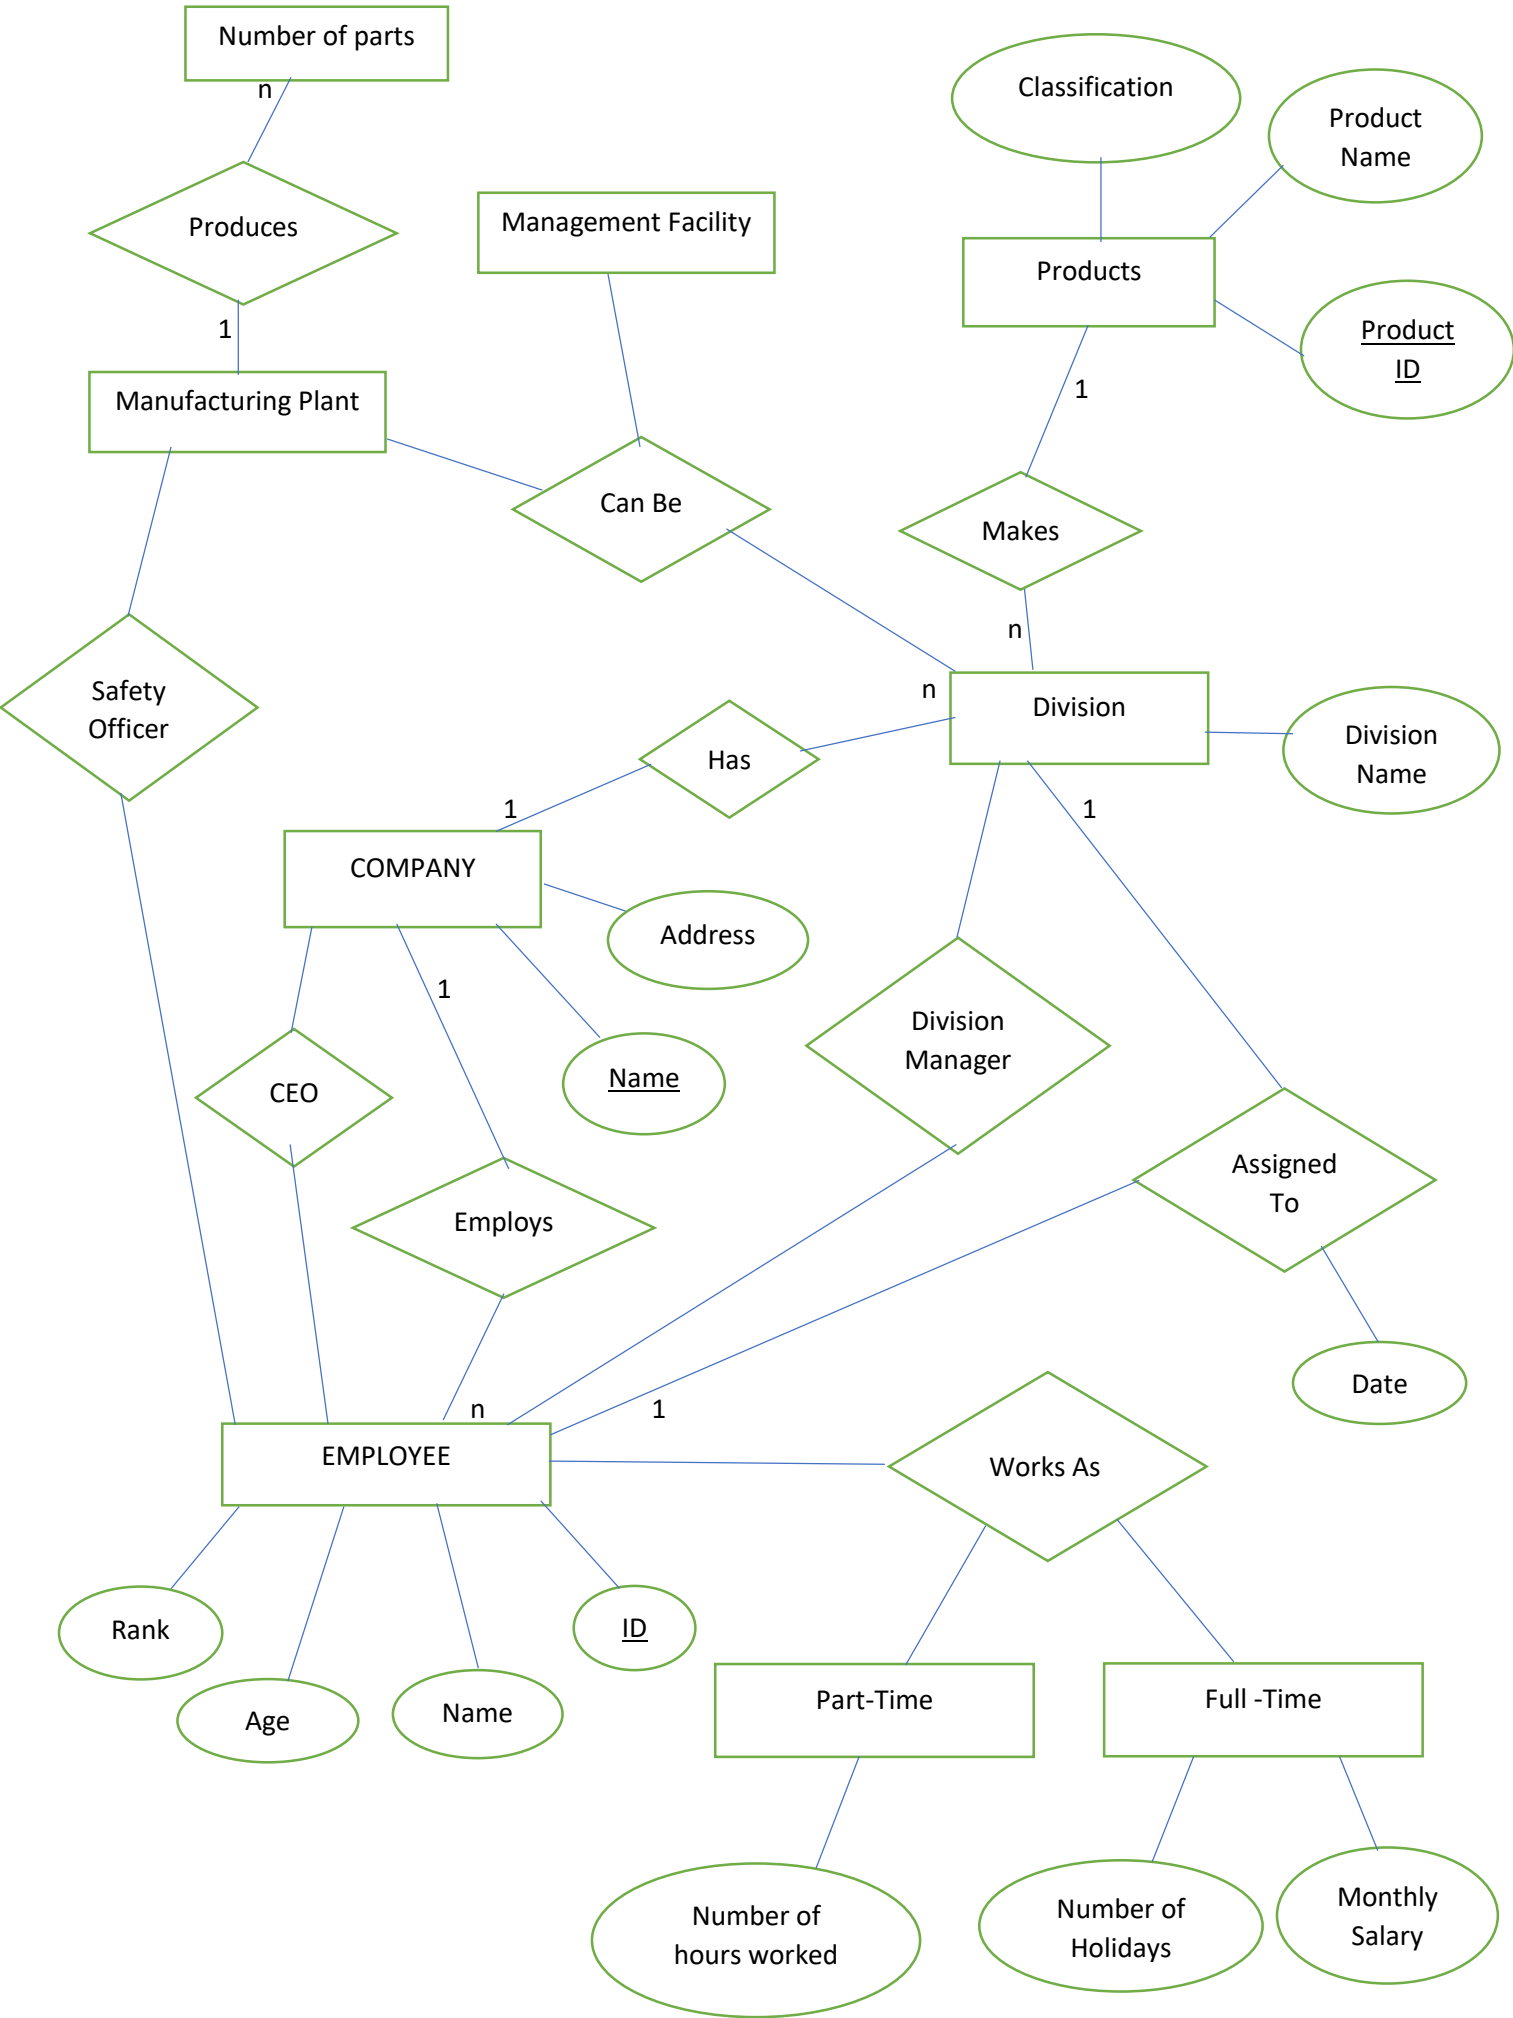 Number of parts
n
Classification
Product
Name
Produces
Management Facility
Products
1
Product
ID
1
Manufacturing Plant
Can Be
Makes
n
Safety
Officer
n
Division
Division
Name
Has
1
1
COMPANY
Address
1
Division
Manager
Name
CEO
Assigned
To
Employs
Date
n
1
EMPLOYEE
Works As
Rank
ID
Age
Name
Part-Time
Full -Time
Number of
hours worked
Number of
Holidays
Monthly
Salary